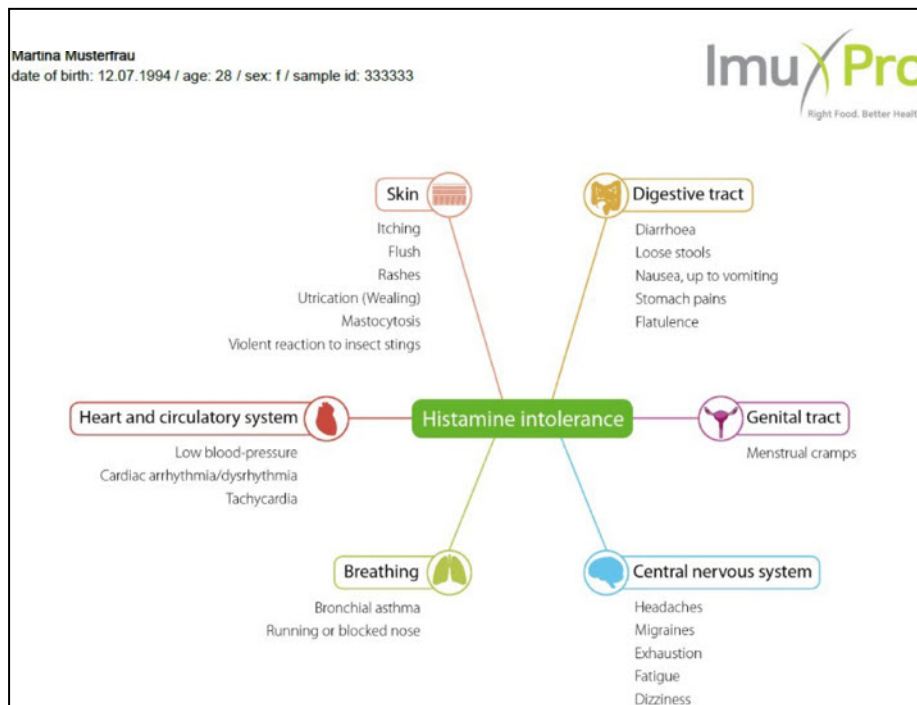 Martina Musterfrau
date of birth: 12.07.1994 / age: 28 / sex: f / sample id: 333333
Imu Pro
Right Food. Better Healt
Skin
Itching
Flush
Rashes
Utrication (Wealing)
Mastocytosis
Violent reaction to insect stings
Digestive tract
Diarrhoea
Loose stools
Nausea, up to vomiting
Stomach pains
Flatulence
Heart and circulatory system
Low blood-pressure
Cardiac arrhythmia/dysrhythmia
Tachycardia
Histamine intolerance
Genital tract
Menstrual cramps
Breathing
Bronchial asthma
Running or blocked nose
Central nervous system
Headaches
Migraines
Exhaustion
Fatigue
Dizziness